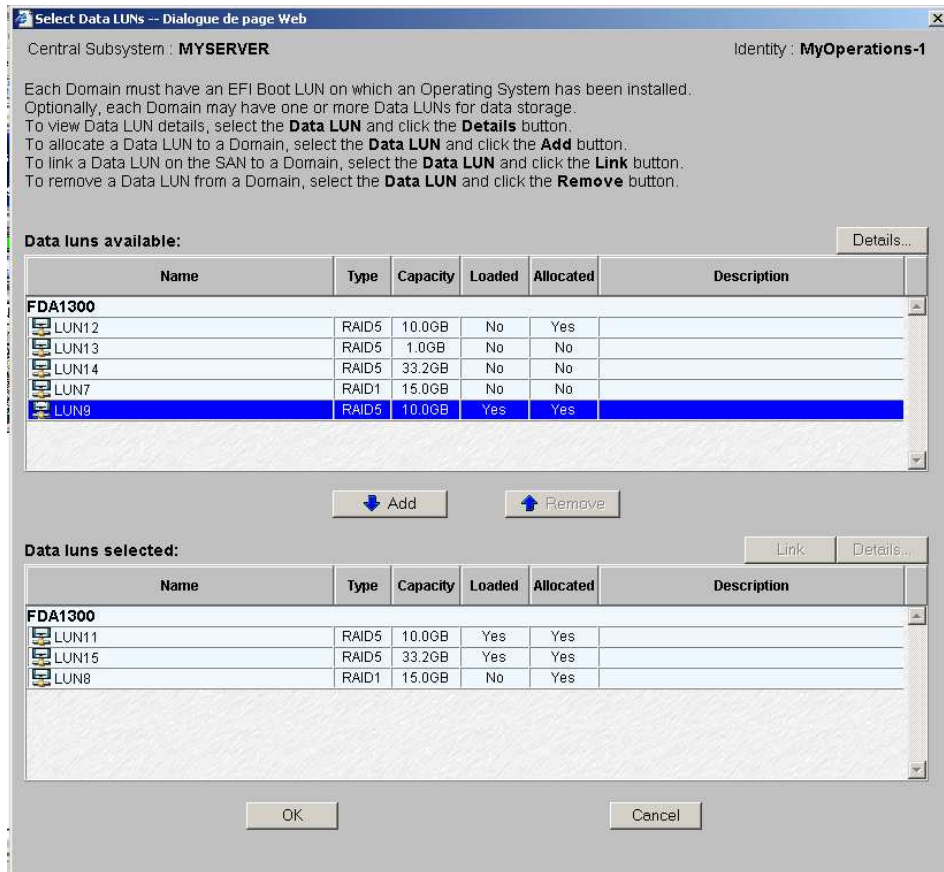 Select Data LUNs -- Dialogue de page Web
Central Subsystem : MYSERVER Identity : MyOperations-1
Each Domain must have an EFI Boot LUN on which an Operating System has been installed.
Optionally, each Domain may have one or more Data LUNs for data storage.
To view Data LUN details, select the Data LUN and click the Details button.
To allocate a Data LUN to a Domain, select the Data LUN and click the Add button.
To link a Data LUN on the SAN to a Domain, select the Data LUN and click the Link button.
To remove a Data LUN from a Domain, select the Data LUN and click the Remove button.
Data luns available: Details...
Name Type Capacity Loaded Allocated Description
FDA1300
LUN12 RAID5 10.0GB No Yes
LUN13 RAID5 1.0GB No No
LUN14 RAID5 33.2GB No No
LUN7 RAID1 15.0GB No No
LUN9 RAID5 10.0GB Yes Yes
Add Remove
Data luns selected: Link Details...
Name Type Capacity Loaded Allocated Description
FDA1300
LUN11 RAID5 10.0GB Yes Yes
LUN15 RAID5 33.2GB Yes Yes
LUN8 RAID1 15.0GB No Yes
OK Cancel